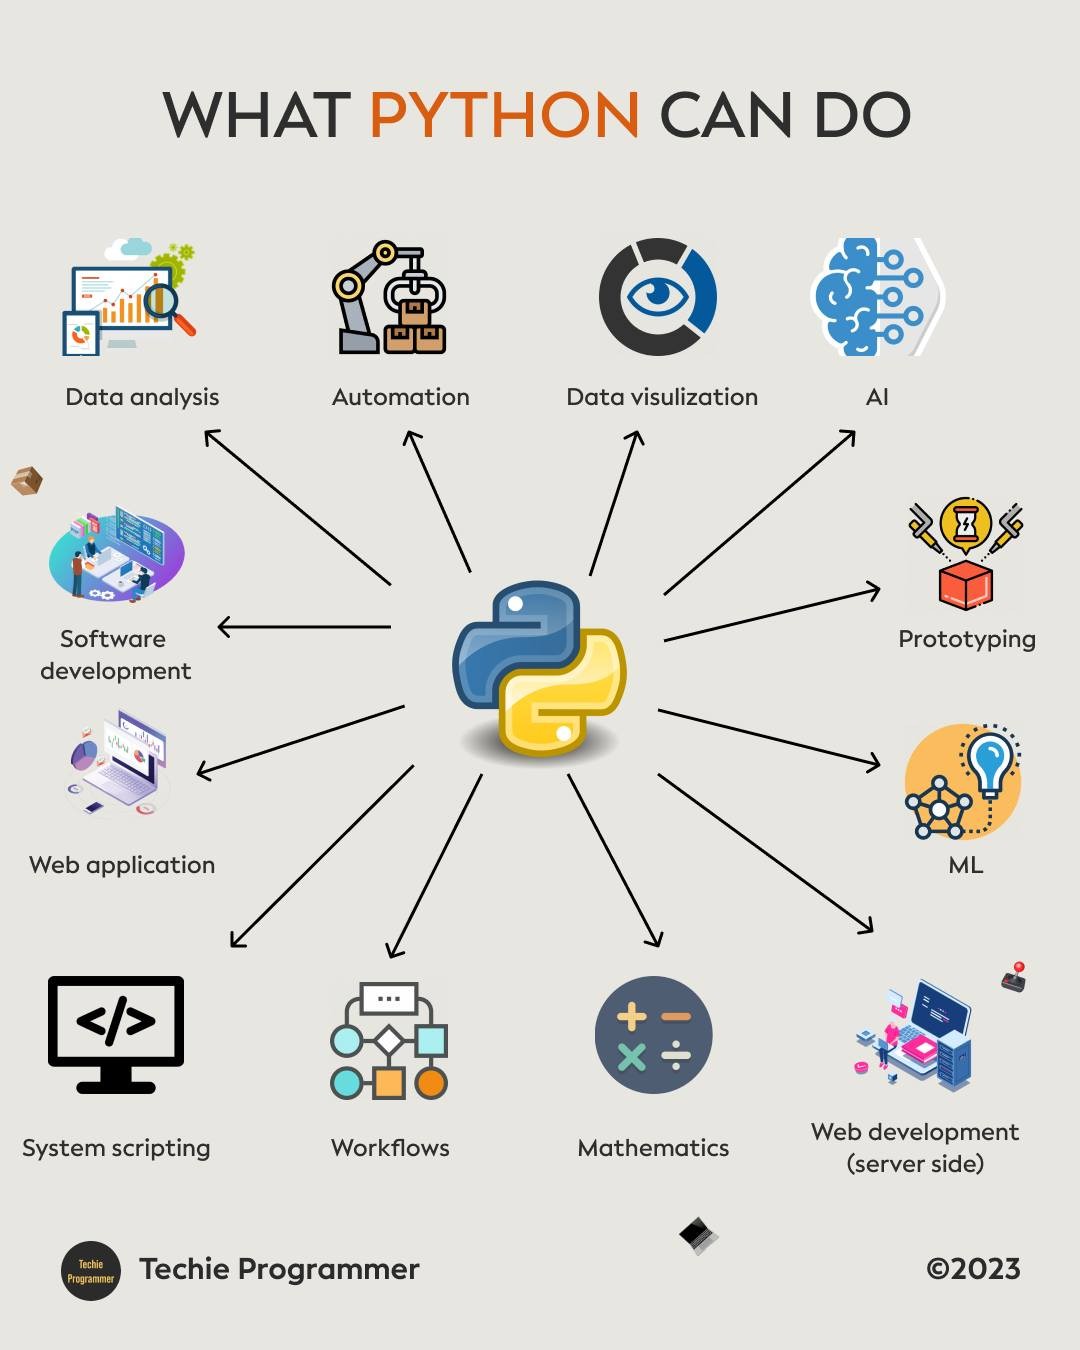 WHAT PYTHON CAN DO
Data analysis
Automation
Data visulization
AI
Software
development
Prototyping
Web application
ML
System scripting
Workflows
Mathematics
Web development
(server side)
Techie
Programmer
Techie Programmer
©2023